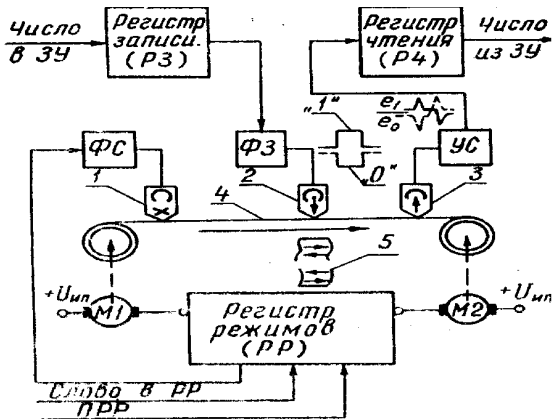 Число
в ЗУ
Регистр
записи.
(РЗ)
Регистр
чтения
(Р4)
Число
из ЗУ
ФС
ФЗ
"1"
"0"
e₁
e₀
УС
1
2
3
4
5
+Uип
М1
Регистр
режимов
(РР)
М2
+Uип
Слово в РР
ПРР